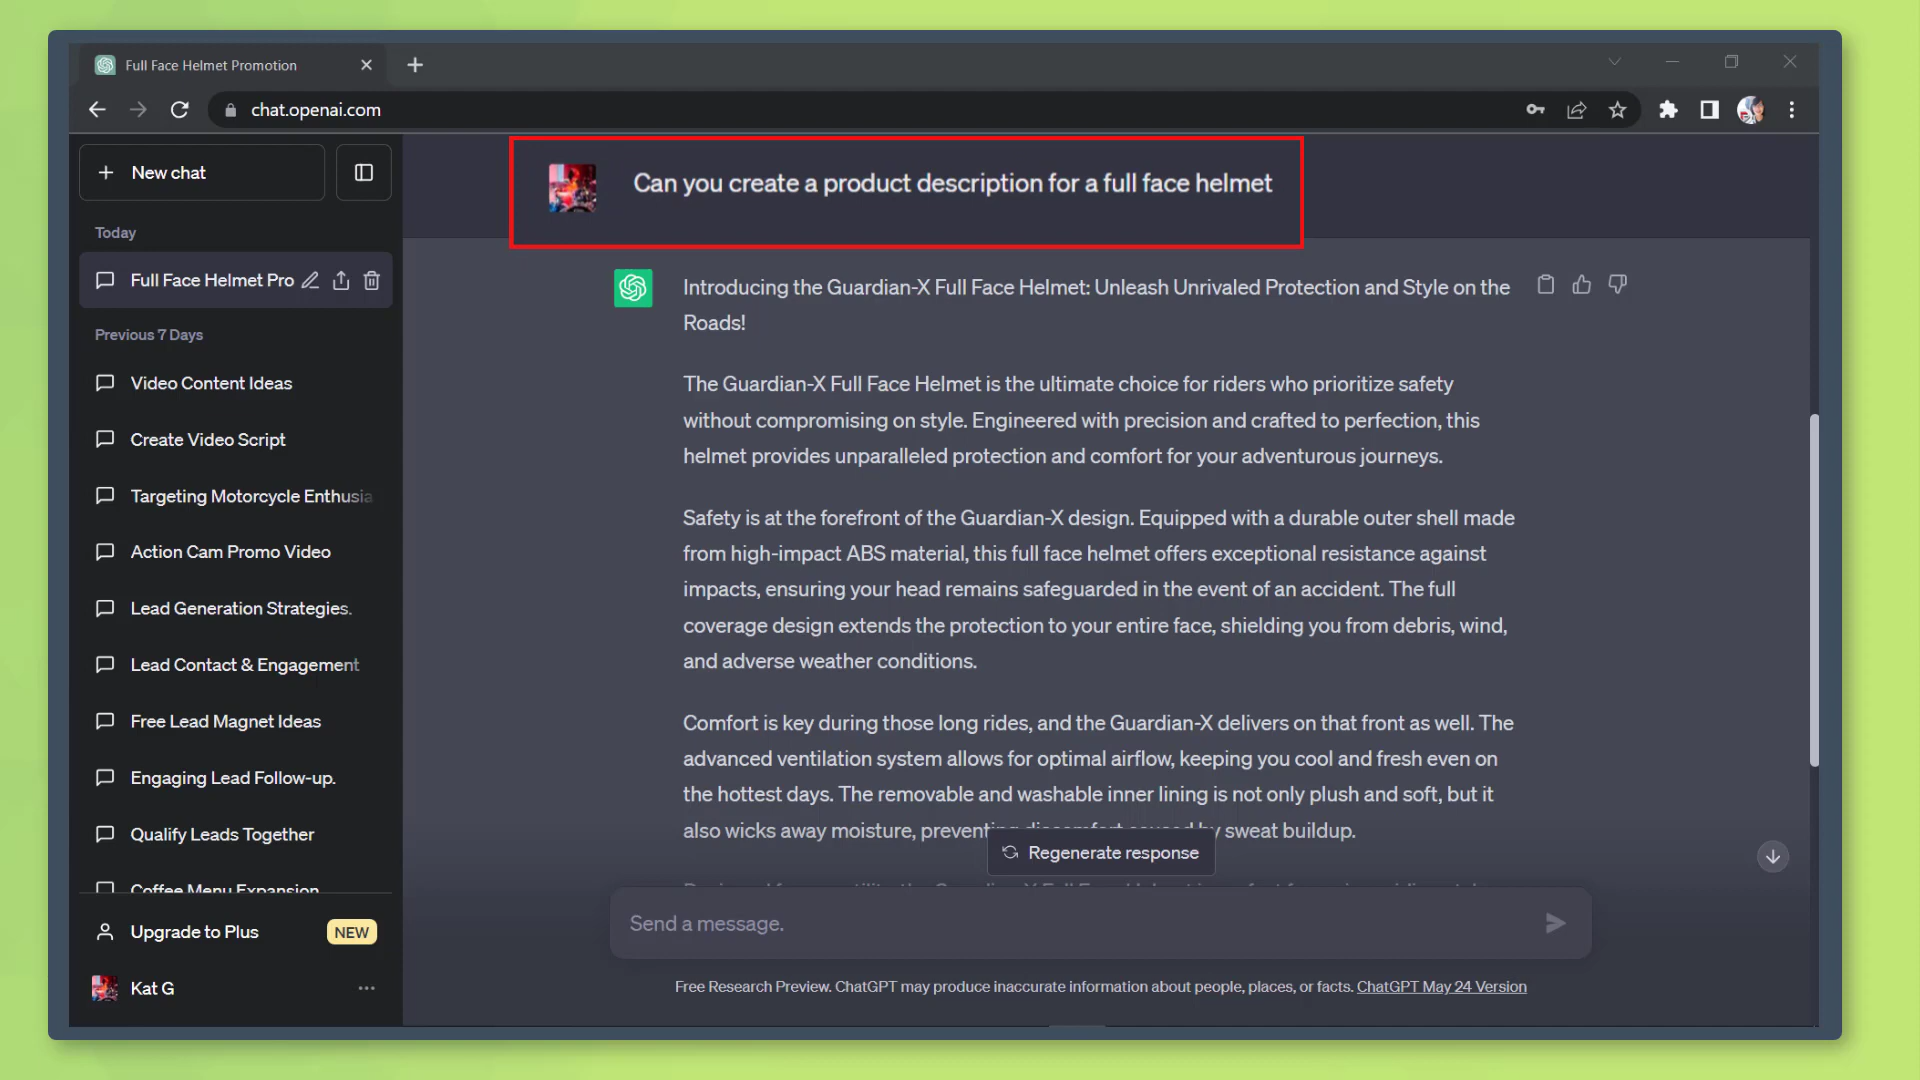 Full Face Helmet Promotion
chat.openai.com
New chat
Today
Full Face Helmet Pro
Previous 7 Days
Video Content Ideas
Create Video Script
Targeting Motorcycle Enthusia
Action Cam Promo Video
Lead Generation Strategies.
Lead Contact & Engagement
Free Lead Magnet Ideas
Engaging Lead Follow-up.
Qualify Leads Together
Coffee Menu Expansion
Upgrade to Plus NEW
Kat G
Can you create a product description for a full face helmet
Introducing the Guardian-X Full Face Helmet: Unleash Unrivaled Protection and Style on the
Roads!
The Guardian-X Full Face Helmet is the ultimate choice for riders who prioritize safety
without compromising on style. Engineered with precision and crafted to perfection, this
helmet provides unparalleled protection and comfort for your adventurous journeys.
Safety is at the forefront of the Guardian-X design. Equipped with a durable outer shell made
from high-impact ABS material, this full face helmet offers exceptional resistance against
impacts, ensuring your head remains safeguarded in the event of an accident. The full
coverage design extends the protection to your entire face, shielding you from debris, wind,
and adverse weather conditions.
Comfort is key during those long rides, and the Guardian-X delivers on that front as well. The
advanced ventilation system allows for optimal airflow, keeping you cool and fresh even on
the hottest days. The removable and washable inner lining is not only plush and soft, but it
also wicks away moisture, preventing discomfort caused by sweat buildup.
Regenerate response
Send a message.
Free Research Preview. ChatGPT may produce inaccurate information about people, places, or facts. ChatGPT May 24 Version